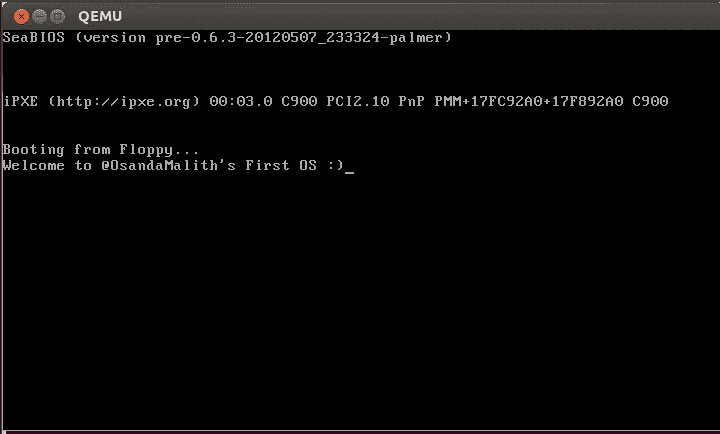 QEMU
SeaBIOS (version pre-0.6.3-20120507_233324-palmer)
iPXE (http://ipxe.org) 00:03.0 C900 PCI2.10 PnP PMM+17FC92A0+17F892A0 C900
Booting from Floppy...
Welcome to @OsandaMalith's First OS :)_